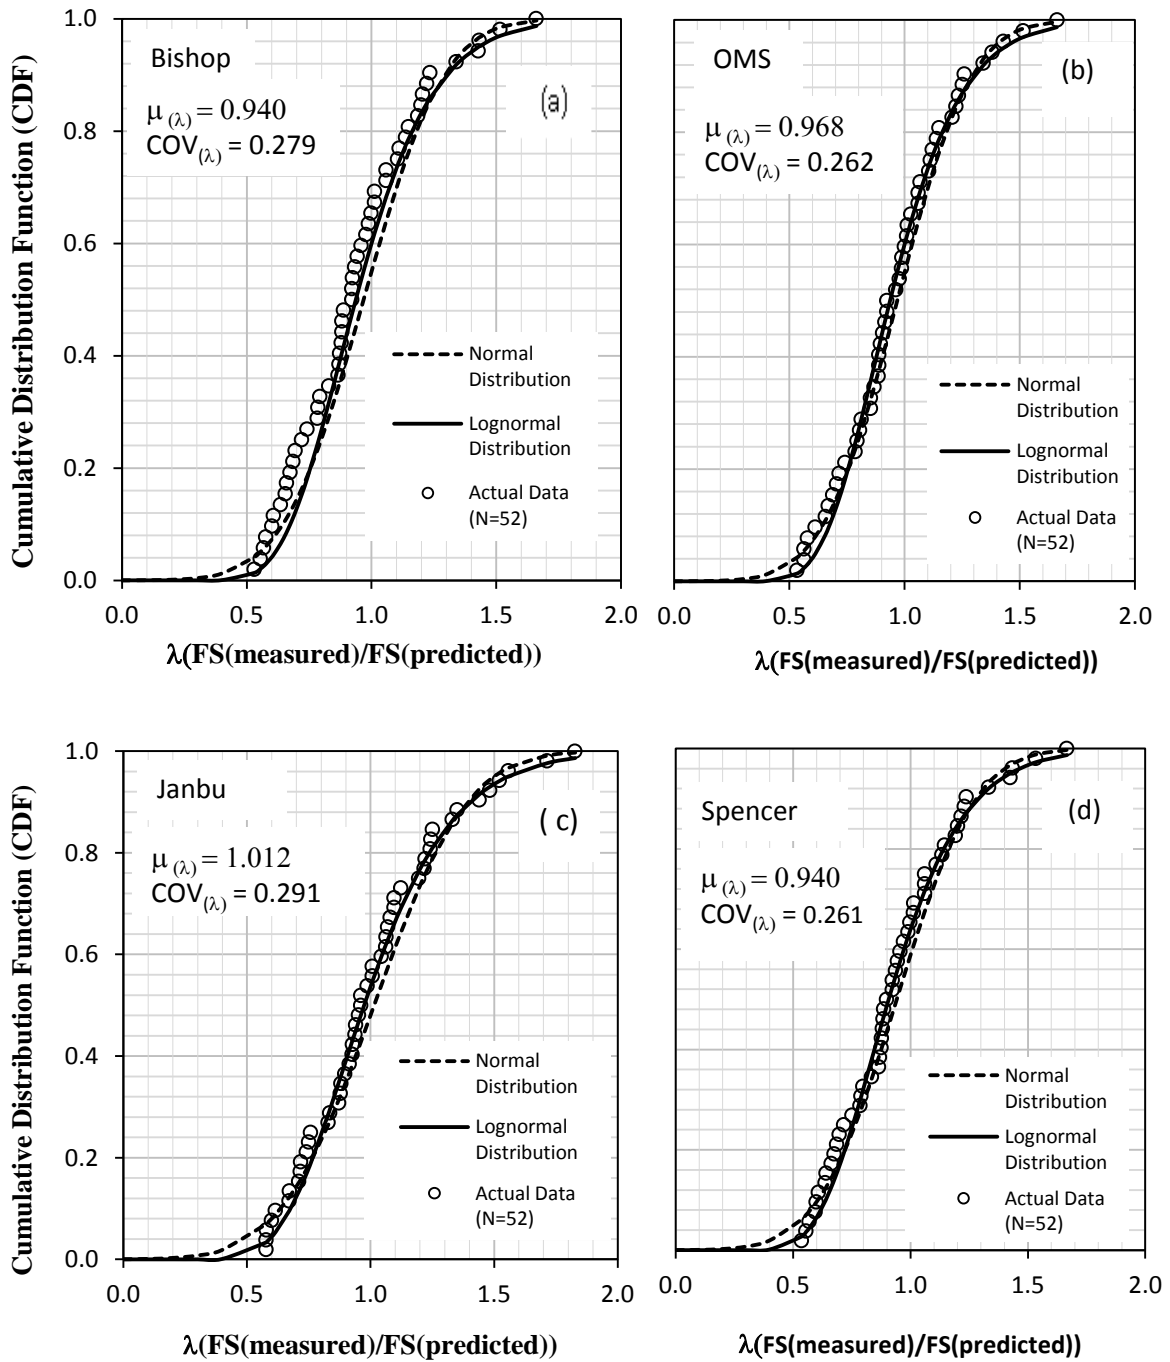 Cumulative Distribution Function (CDF)
1.0
0.8
0.6
0.4
0.2
0.0
Bishop
(a)
μ(λ) = 0.940
COV(λ) = 0.279
Normal
Distribution
Lognormal
Distribution
Actual Data
(N=52)
0.0 0.5 1.0 1.5 2.0
λ(FS(measured)/FS(predicted))
OMS
(b)
μ(λ) = 0.968
COV(λ) = 0.262
Normal
Distribution
Lognormal
Distribution
Actual Data
(N=52)
0.0 0.5 1.0 1.5 2.0
λ(FS(measured)/FS(predicted))
Cumulative Distribution Function (CDF)
1.0
0.8
0.6
0.4
0.2
0.0
Janbu
( c)
μ(λ) = 1.012
COV(λ) = 0.291
Normal
Distribution
Lognormal
Distribution
Actual Data
(N=52)
0.0 0.5 1.0 1.5 2.0
λ(FS(measured)/FS(predicted))
Spencer
(d)
μ(λ) = 0.940
COV(λ) = 0.261
Normal
Distribution
Lognormal
Distribution
Actual Data
(N=52)
0.0 0.5 1.0 1.5 2.0
λ(FS(measured)/FS(predicted))